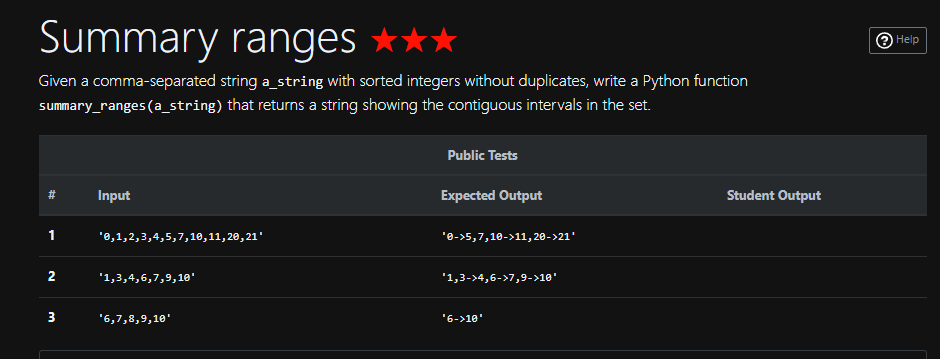 Summary ranges ★★★
Help
Given a comma-separated string a_string with sorted integers without duplicates, write a Python function
summary_ranges(a_string) that returns a string showing the contiguous intervals in the set.
Public Tests
# Input Expected Output Student Output
1 '0,1,2,3,4,5,7,10,11,20,21' '0->5,7,10->11,20->21'
2 '1,3,4,6,7,9,10' '1,3->4,6->7,9->10'
3 '6,7,8,9,10' '6->10'